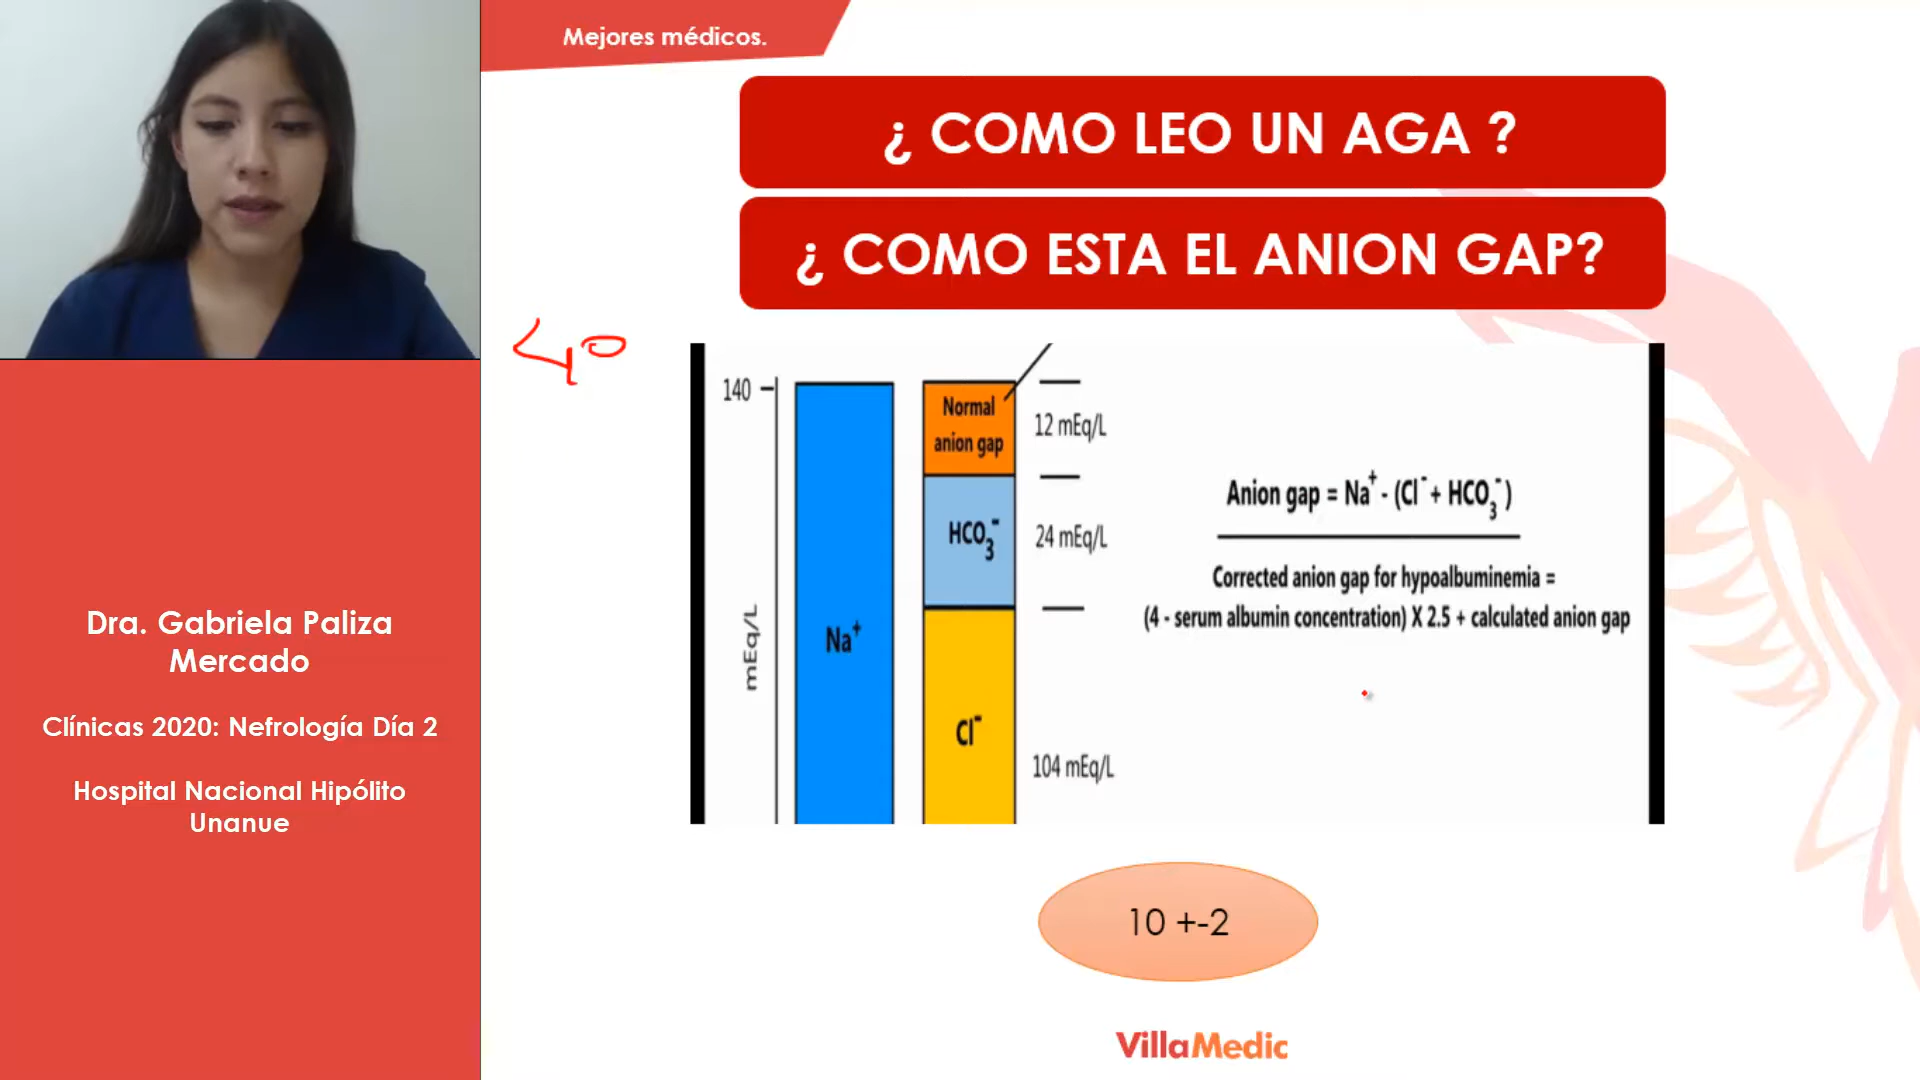 Mejores médicos.
¿ COMO LEO UN AGA ?
¿ COMO ESTA EL ANION GAP?
4°
140
mEq/L
Na⁺
Normal
anion gap
HCO₃⁻
Cl⁻
12 mEq/L
24 mEq/L
104 mEq/L
Anion gap = Na⁺ - (Cl⁻ + HCO₃⁻)
Corrected anion gap for hypoalbuminemia =
(4 - serum albumin concentration) X 2.5 + calculated anion gap
10 +-2
VillaMedic
Dra. Gabriela Paliza
Mercado
Clínicas 2020: Nefrología Día 2
Hospital Nacional Hipólito
Unanue